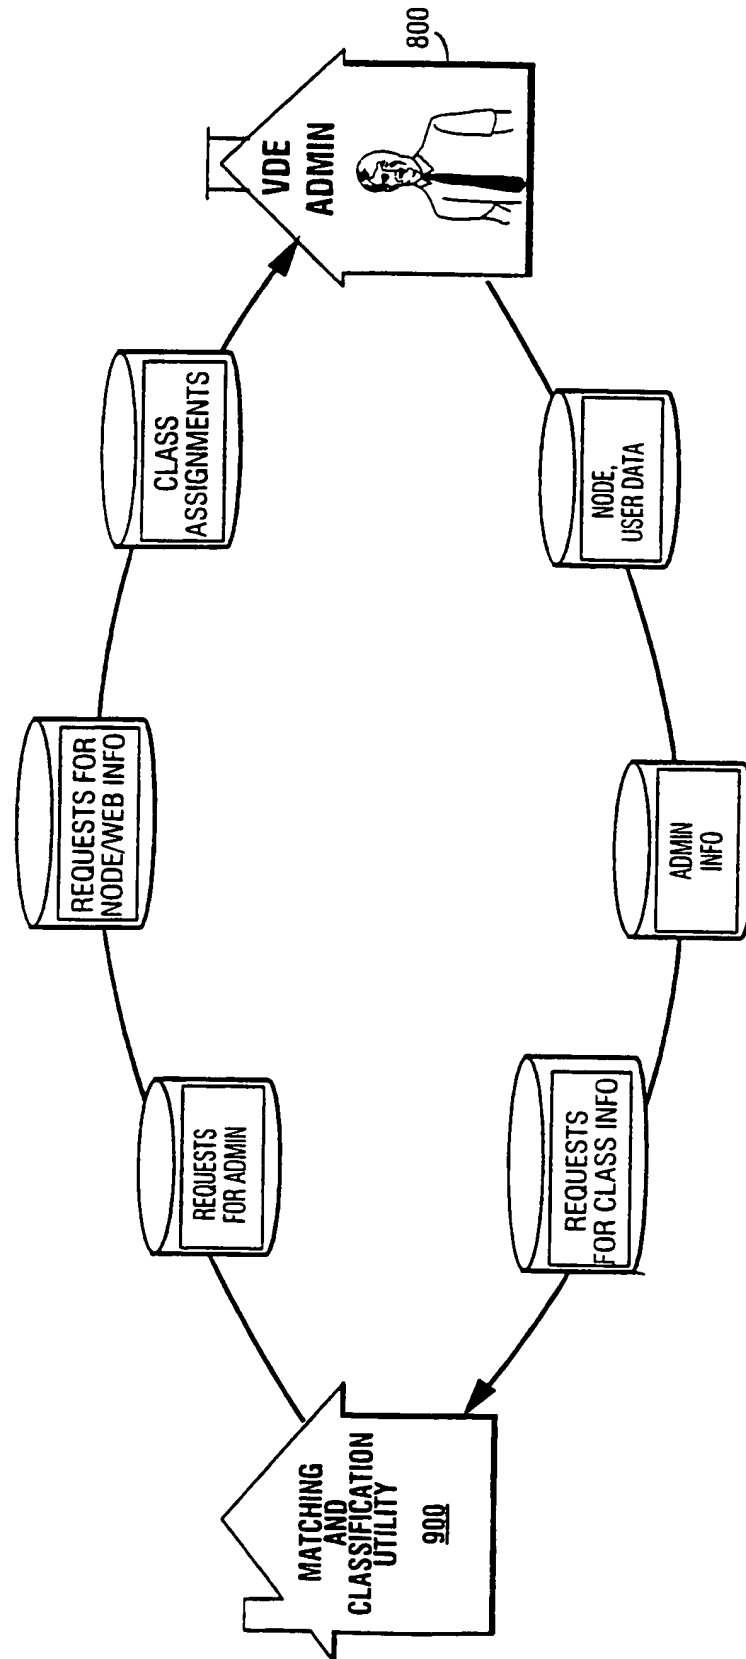 REQUESTS FOR
NODE/WEB INFO
REQUESTS
FOR ADMIN
CLASS
ASSIGNMENTS
MATCHING
AND
CLASSIFICATION
UTILITY
900
VDE
ADMIN
800
REQUESTS
FOR CLASS INFO
NODE,
USER DATA
ADMIN
INFO